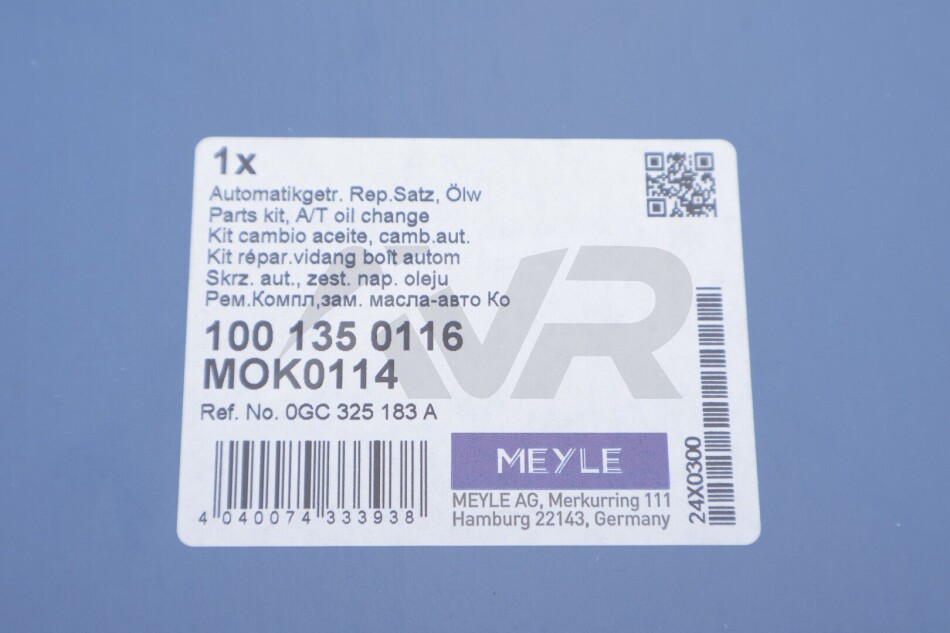 1x
Automatikgetr. Rep.Satz, Ölw
Parts kit, A/T oil change
Kit cambio aceite, camb.aut.
Kit répar.vidang boît autom
Skrz. aut., zest. nap. oleju
Рем.Компл,зам. масла-авто Ко
100 135 0116
MOK0114
Ref. No. 0GC 325 183 A
4 040074 333938
MEYLE
MEYLE AG, Merkurring 111
Hamburg 22143, Germany
24X0300
VR